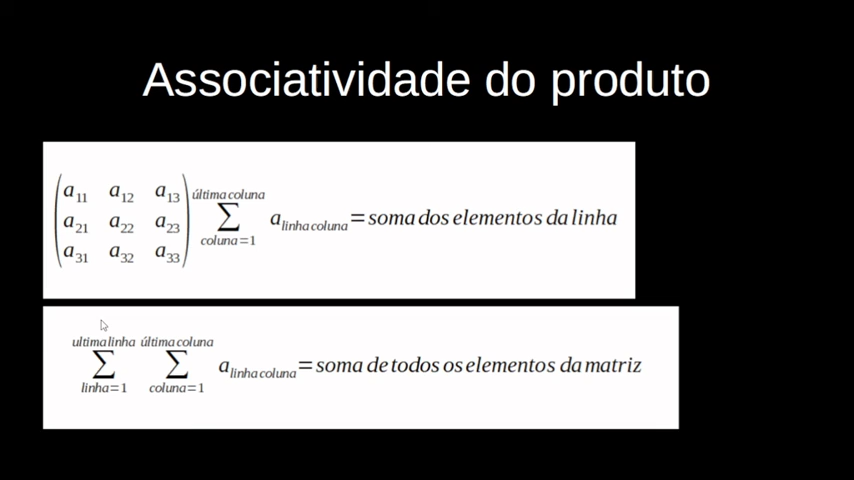 Associatividade do produto
a11 a12 a13
a21 a22 a23
a31 a32 a33
última coluna
∑ a linha coluna = soma dos elementos da linha
coluna=1
ultima linha última coluna
∑ ∑ a linha coluna = soma de todos os elementos da matriz
linha=1 coluna=1